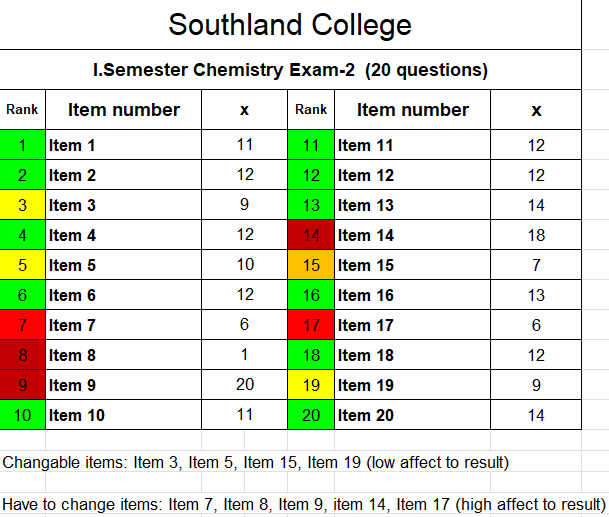 Southland College
I.Semester Chemistry Exam-2 (20 questions)
Rank Item number x Rank Item number x
1 Item 1 11 11 Item 11 12
2 Item 2 12 12 Item 12 12
3 Item 3 9 13 Item 13 14
4 Item 4 12 14 Item 14 18
5 Item 5 10 15 Item 15 7
6 Item 6 12 16 Item 16 13
7 Item 7 6 17 Item 17 6
8 Item 8 1 18 Item 18 12
9 Item 9 20 19 Item 19 9
10 Item 10 11 20 Item 20 14
Changable items: Item 3, Item 5, Item 15, Item 19 (low affect to result)
Have to change items: Item 7, Item 8, Item 9, item 14, Item 17 (high affect to result)